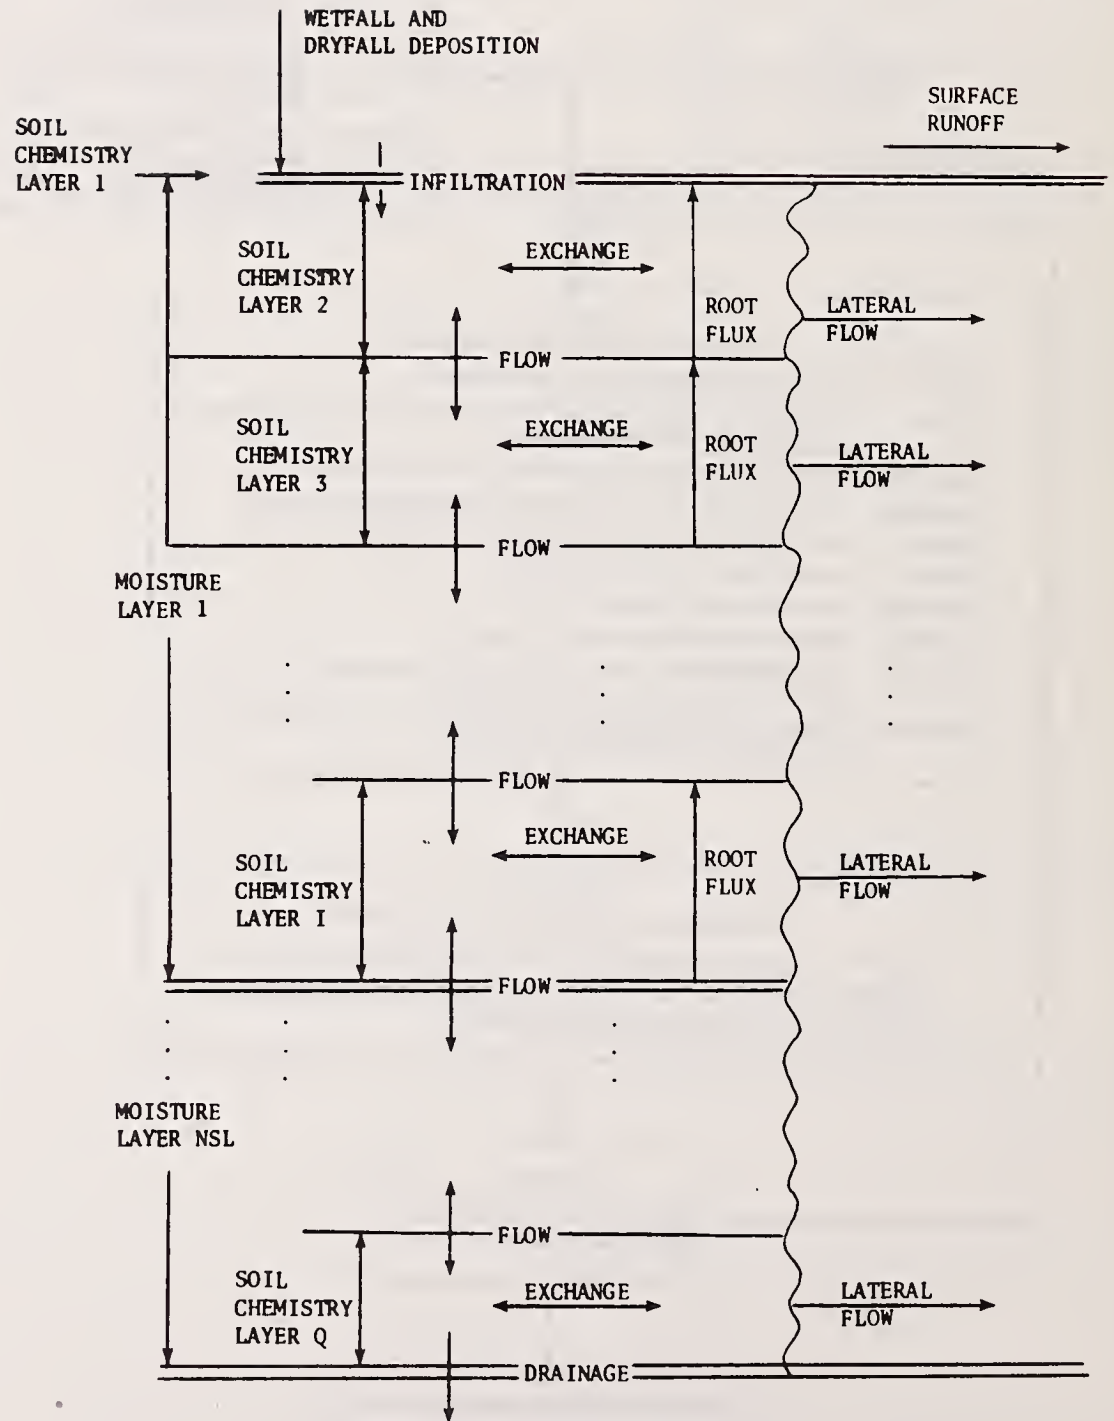 WETFALL AND
DRYFALL DEPOSITION
SURFACE
RUNOFF
SOIL
CHEMISTRY
LAYER 1
INFILTRATION
SOIL
CHEMISTRY
LAYER 2
EXCHANGE
ROOT
FLUX
LATERAL
FLOW
FLOW
SOIL
CHEMISTRY
LAYER 3
EXCHANGE
ROOT
FLUX
LATERAL
FLOW
FLOW
MOISTURE
LAYER 1
FLOW
SOIL
CHEMISTRY
LAYER I
EXCHANGE
ROOT
FLUX
LATERAL
FLOW
FLOW
MOISTURE
LAYER NSL
FLOW
SOIL
CHEMISTRY
LAYER Q
EXCHANGE
LATERAL
FLOW
DRAINAGE